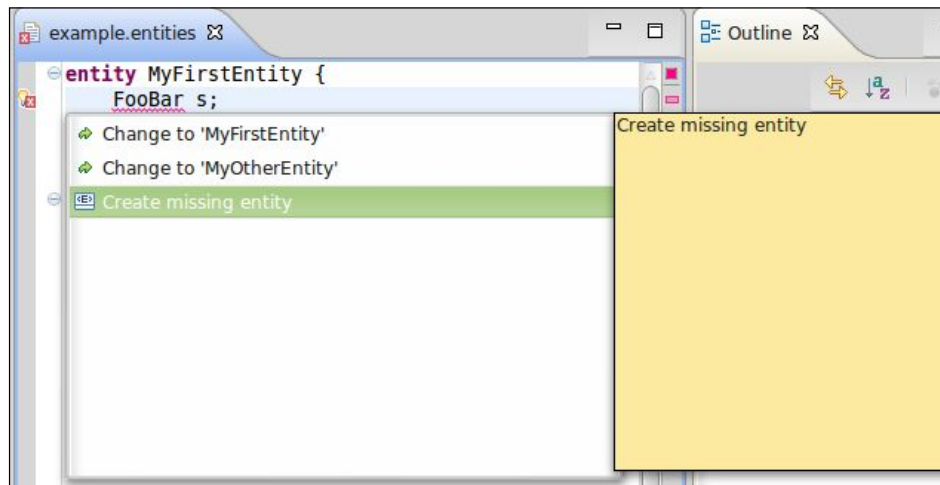 example.entities
Outline
entity MyFirstEntity {
FooBar s;
Change to 'MyFirstEntity'
Change to 'MyOtherEntity'
Create missing entity
Create missing entity